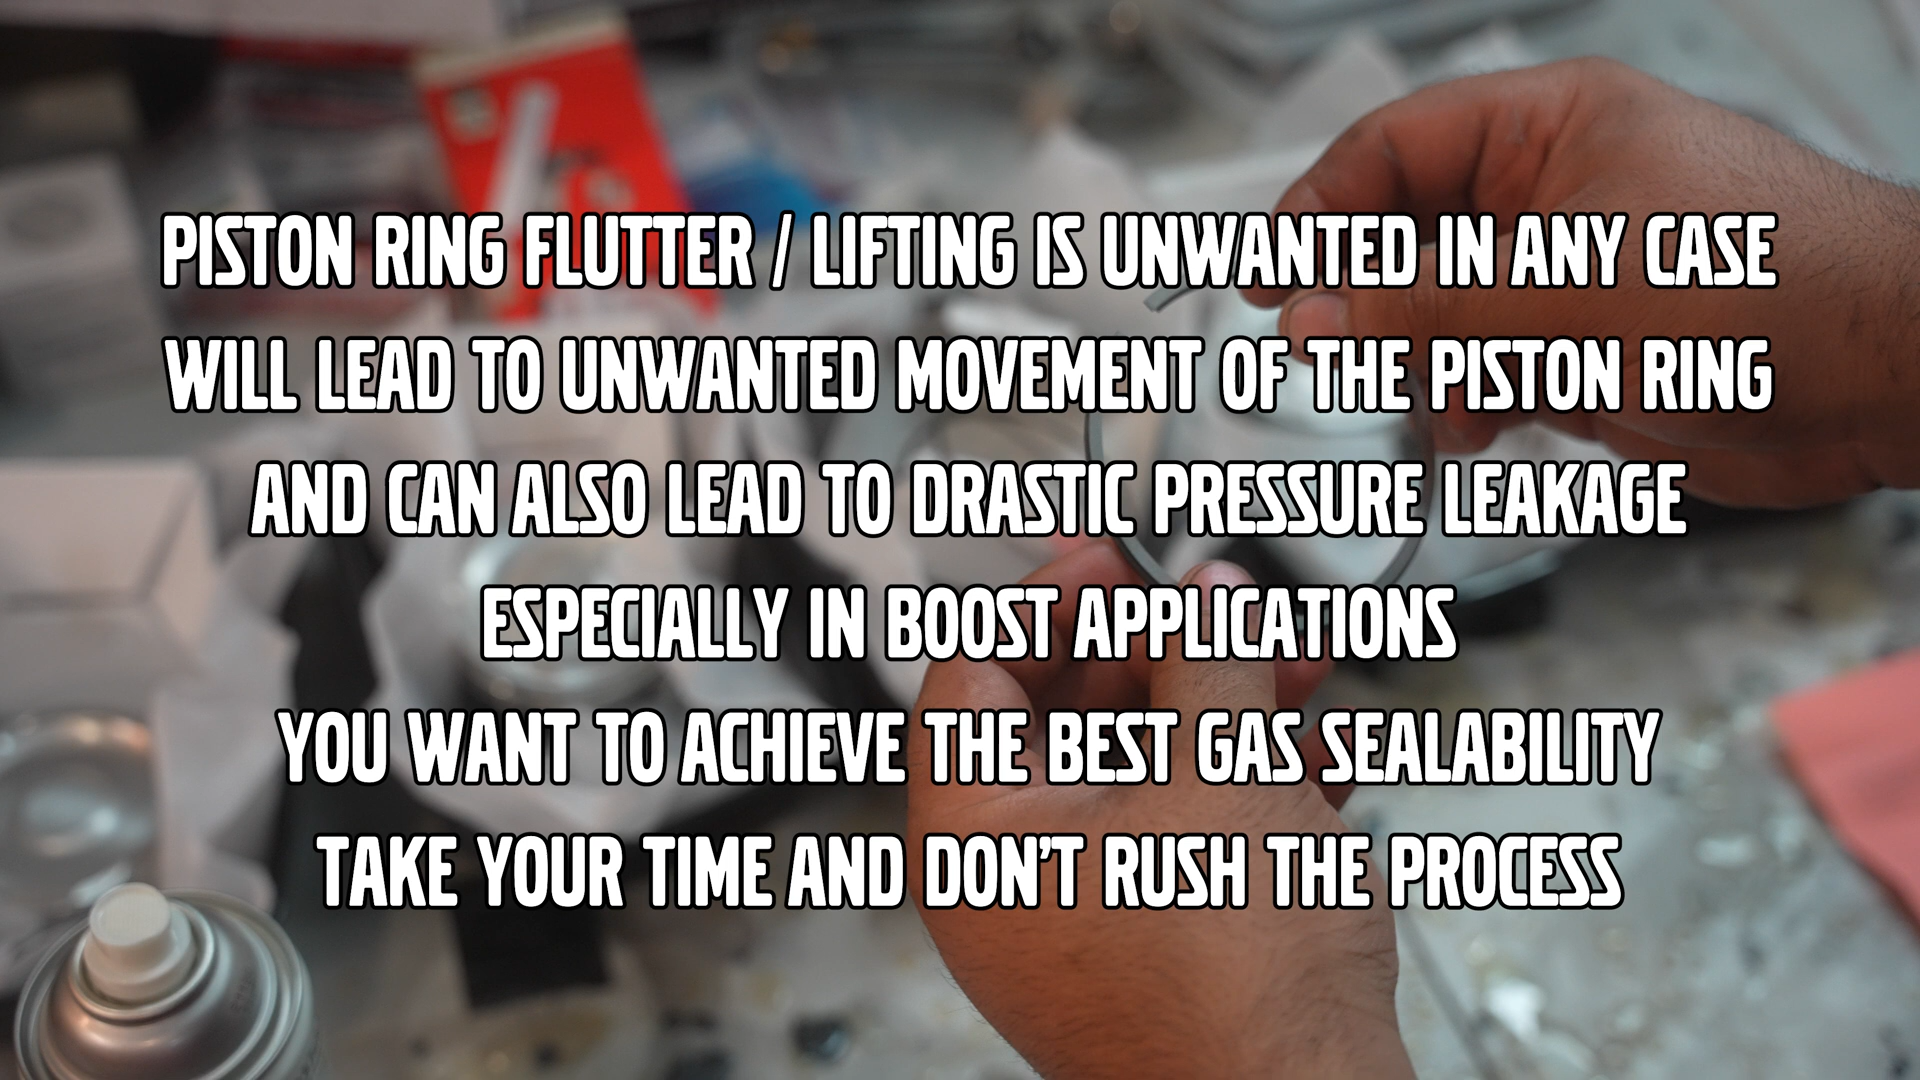 PISTON RING FLUTTER / LIFTING IS UNWANTED IN ANY CASE
WILL LEAD TO UNWANTED MOVEMENT OF THE PISTON RING
AND CAN ALSO LEAD TO DRASTIC PRESSURE LEAKAGE
ESPECIALLY IN BOOST APPLICATIONS
YOU WANT TO ACHIEVE THE BEST GAS SEALABILITY
TAKE YOUR TIME AND DON'T RUSH THE PROCESS